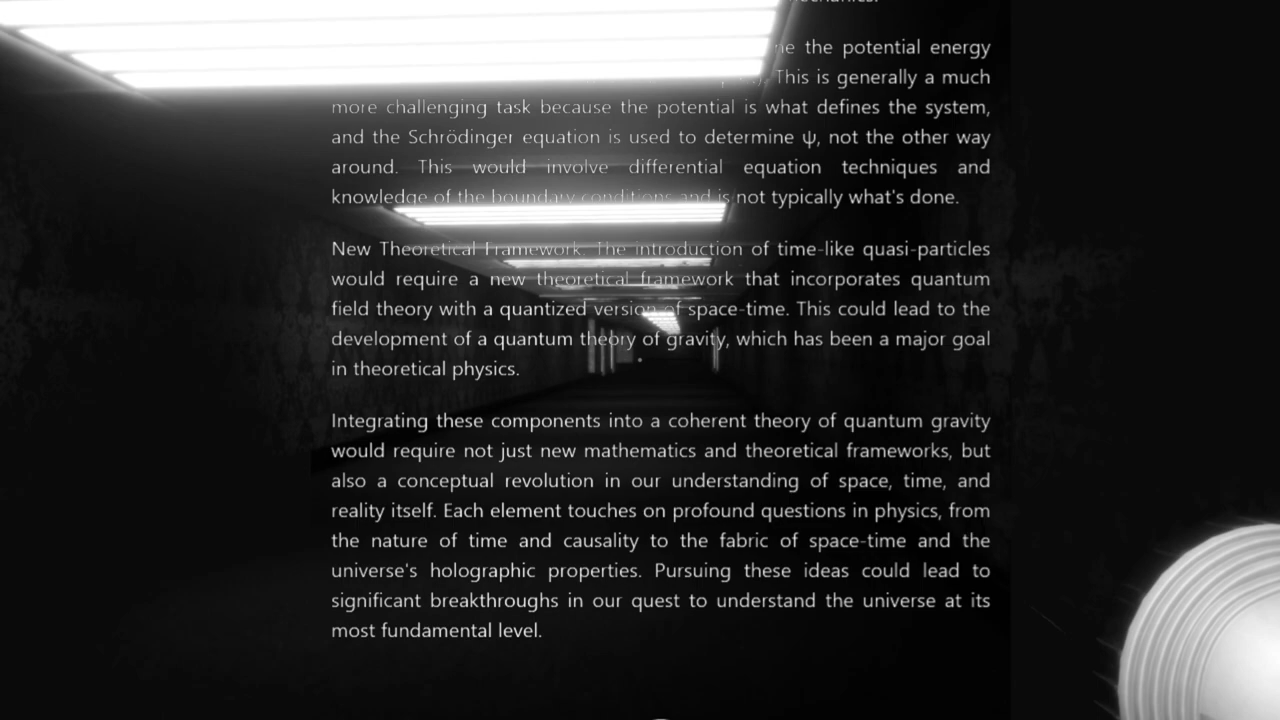 the potential energy
This is generally a much
more challenging task because the potential is what defines the system,
and the Schrödinger equation is used to determine ψ, not the other way
around. This would involve differential equation techniques and
knowledge of the boundary conditions and is not typically what's done.
New Theoretical Framework. The introduction of time-like quasi-particles
would require a new theoretical framework that incorporates quantum
field theory with a quantized version of space-time. This could lead to the
development of a quantum theory of gravity, which has been a major goal
in theoretical physics.
Integrating these components into a coherent theory of quantum gravity
would require not just new mathematics and theoretical frameworks, but
also a conceptual revolution in our understanding of space, time, and
reality itself. Each element touches on profound questions in physics, from
the nature of time and causality to the fabric of space-time and the
universe's holographic properties. Pursuing these ideas could lead to
significant breakthroughs in our quest to understand the universe at its
most fundamental level.